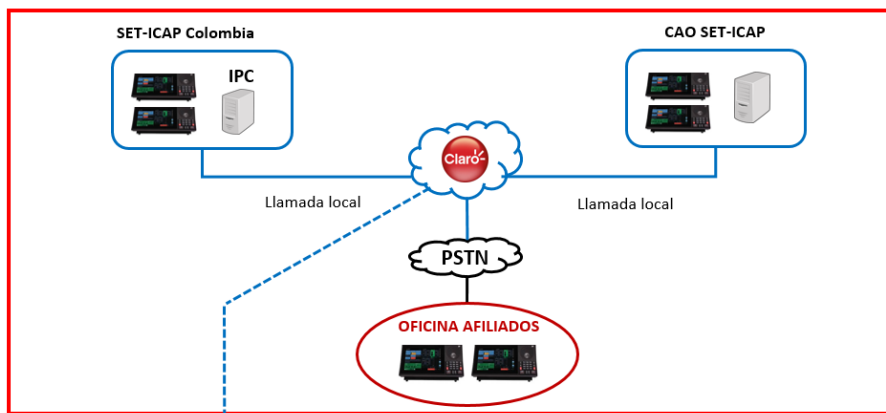 SET-ICAP Colombia
CAO SET-ICAP
IPC
Claro
Llamada local
Llamada local
PSTN
OFICINA AFILIADOS